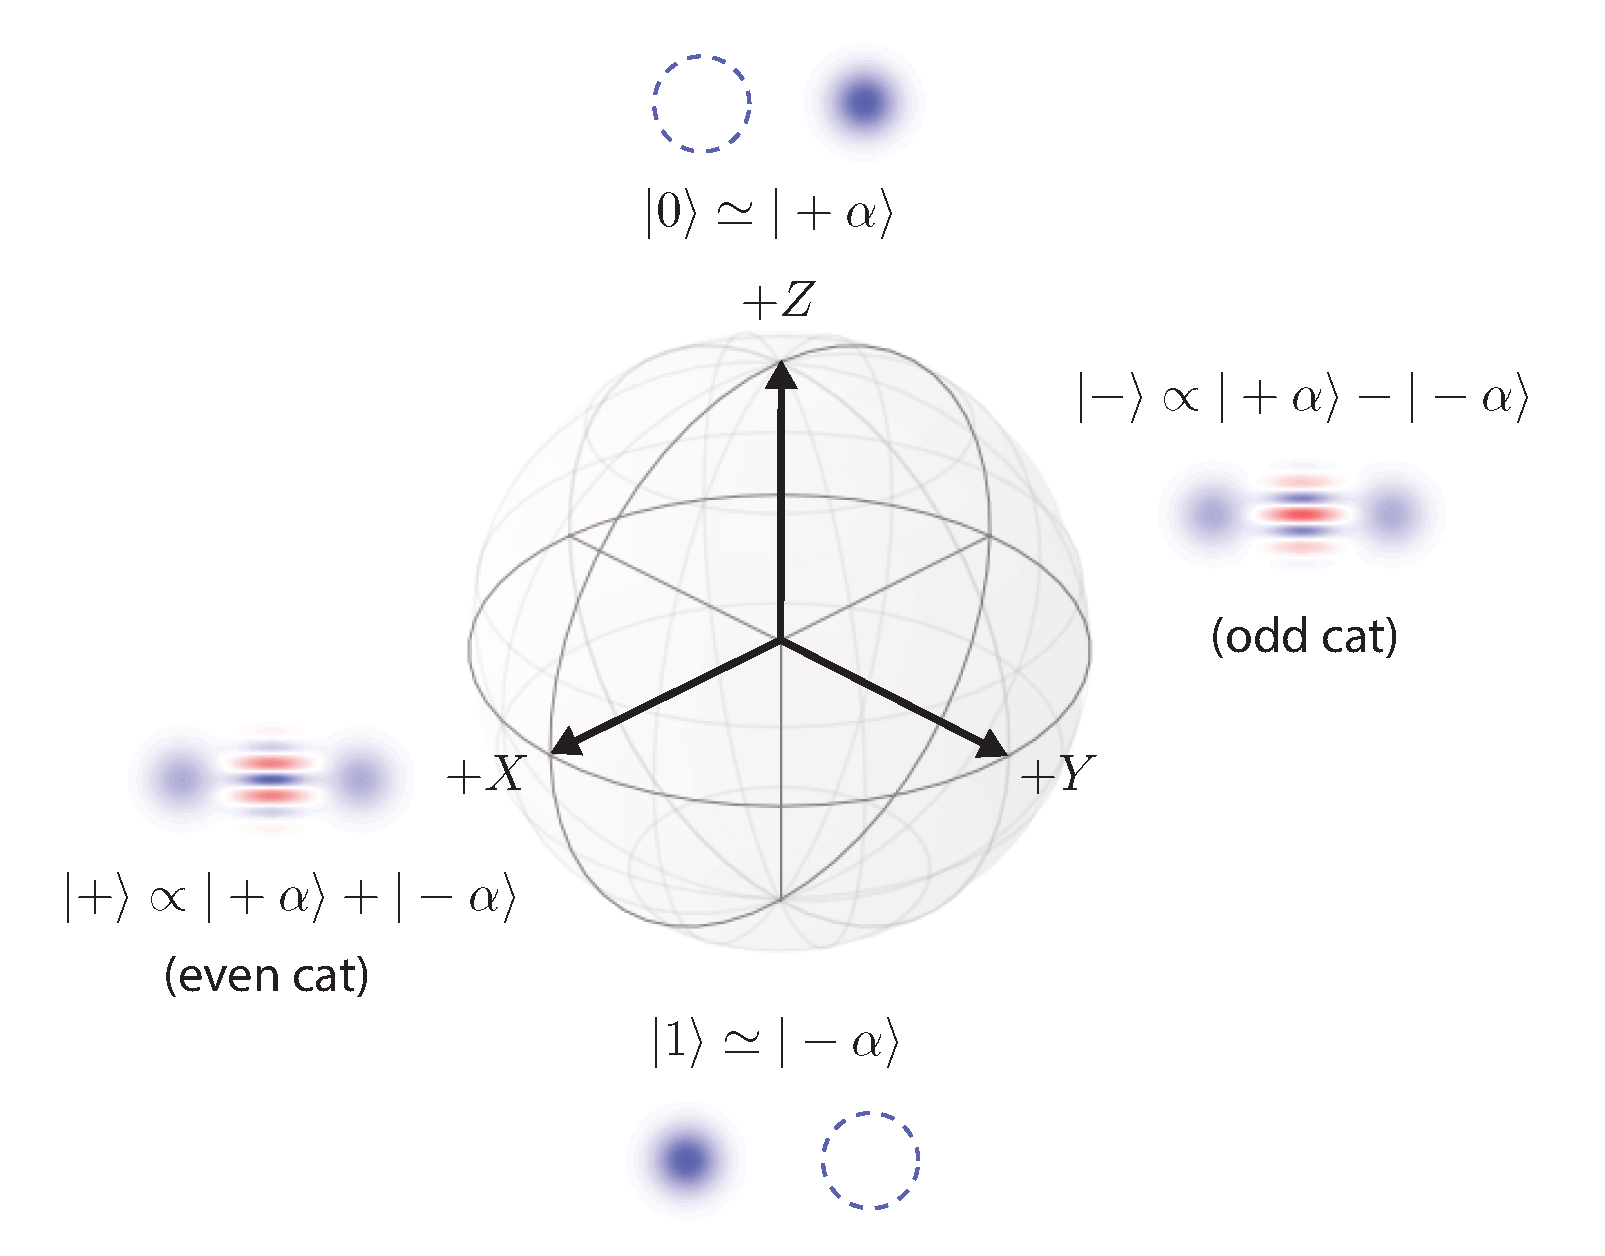 |0⟩ ≃ | + α⟩
+Z
|−⟩ ∝ | + α⟩ − | − α⟩
(odd cat)
+X
+Y
|+⟩ ∝ | + α⟩ + | − α⟩
(even cat)
|1⟩ ≃ | − α⟩